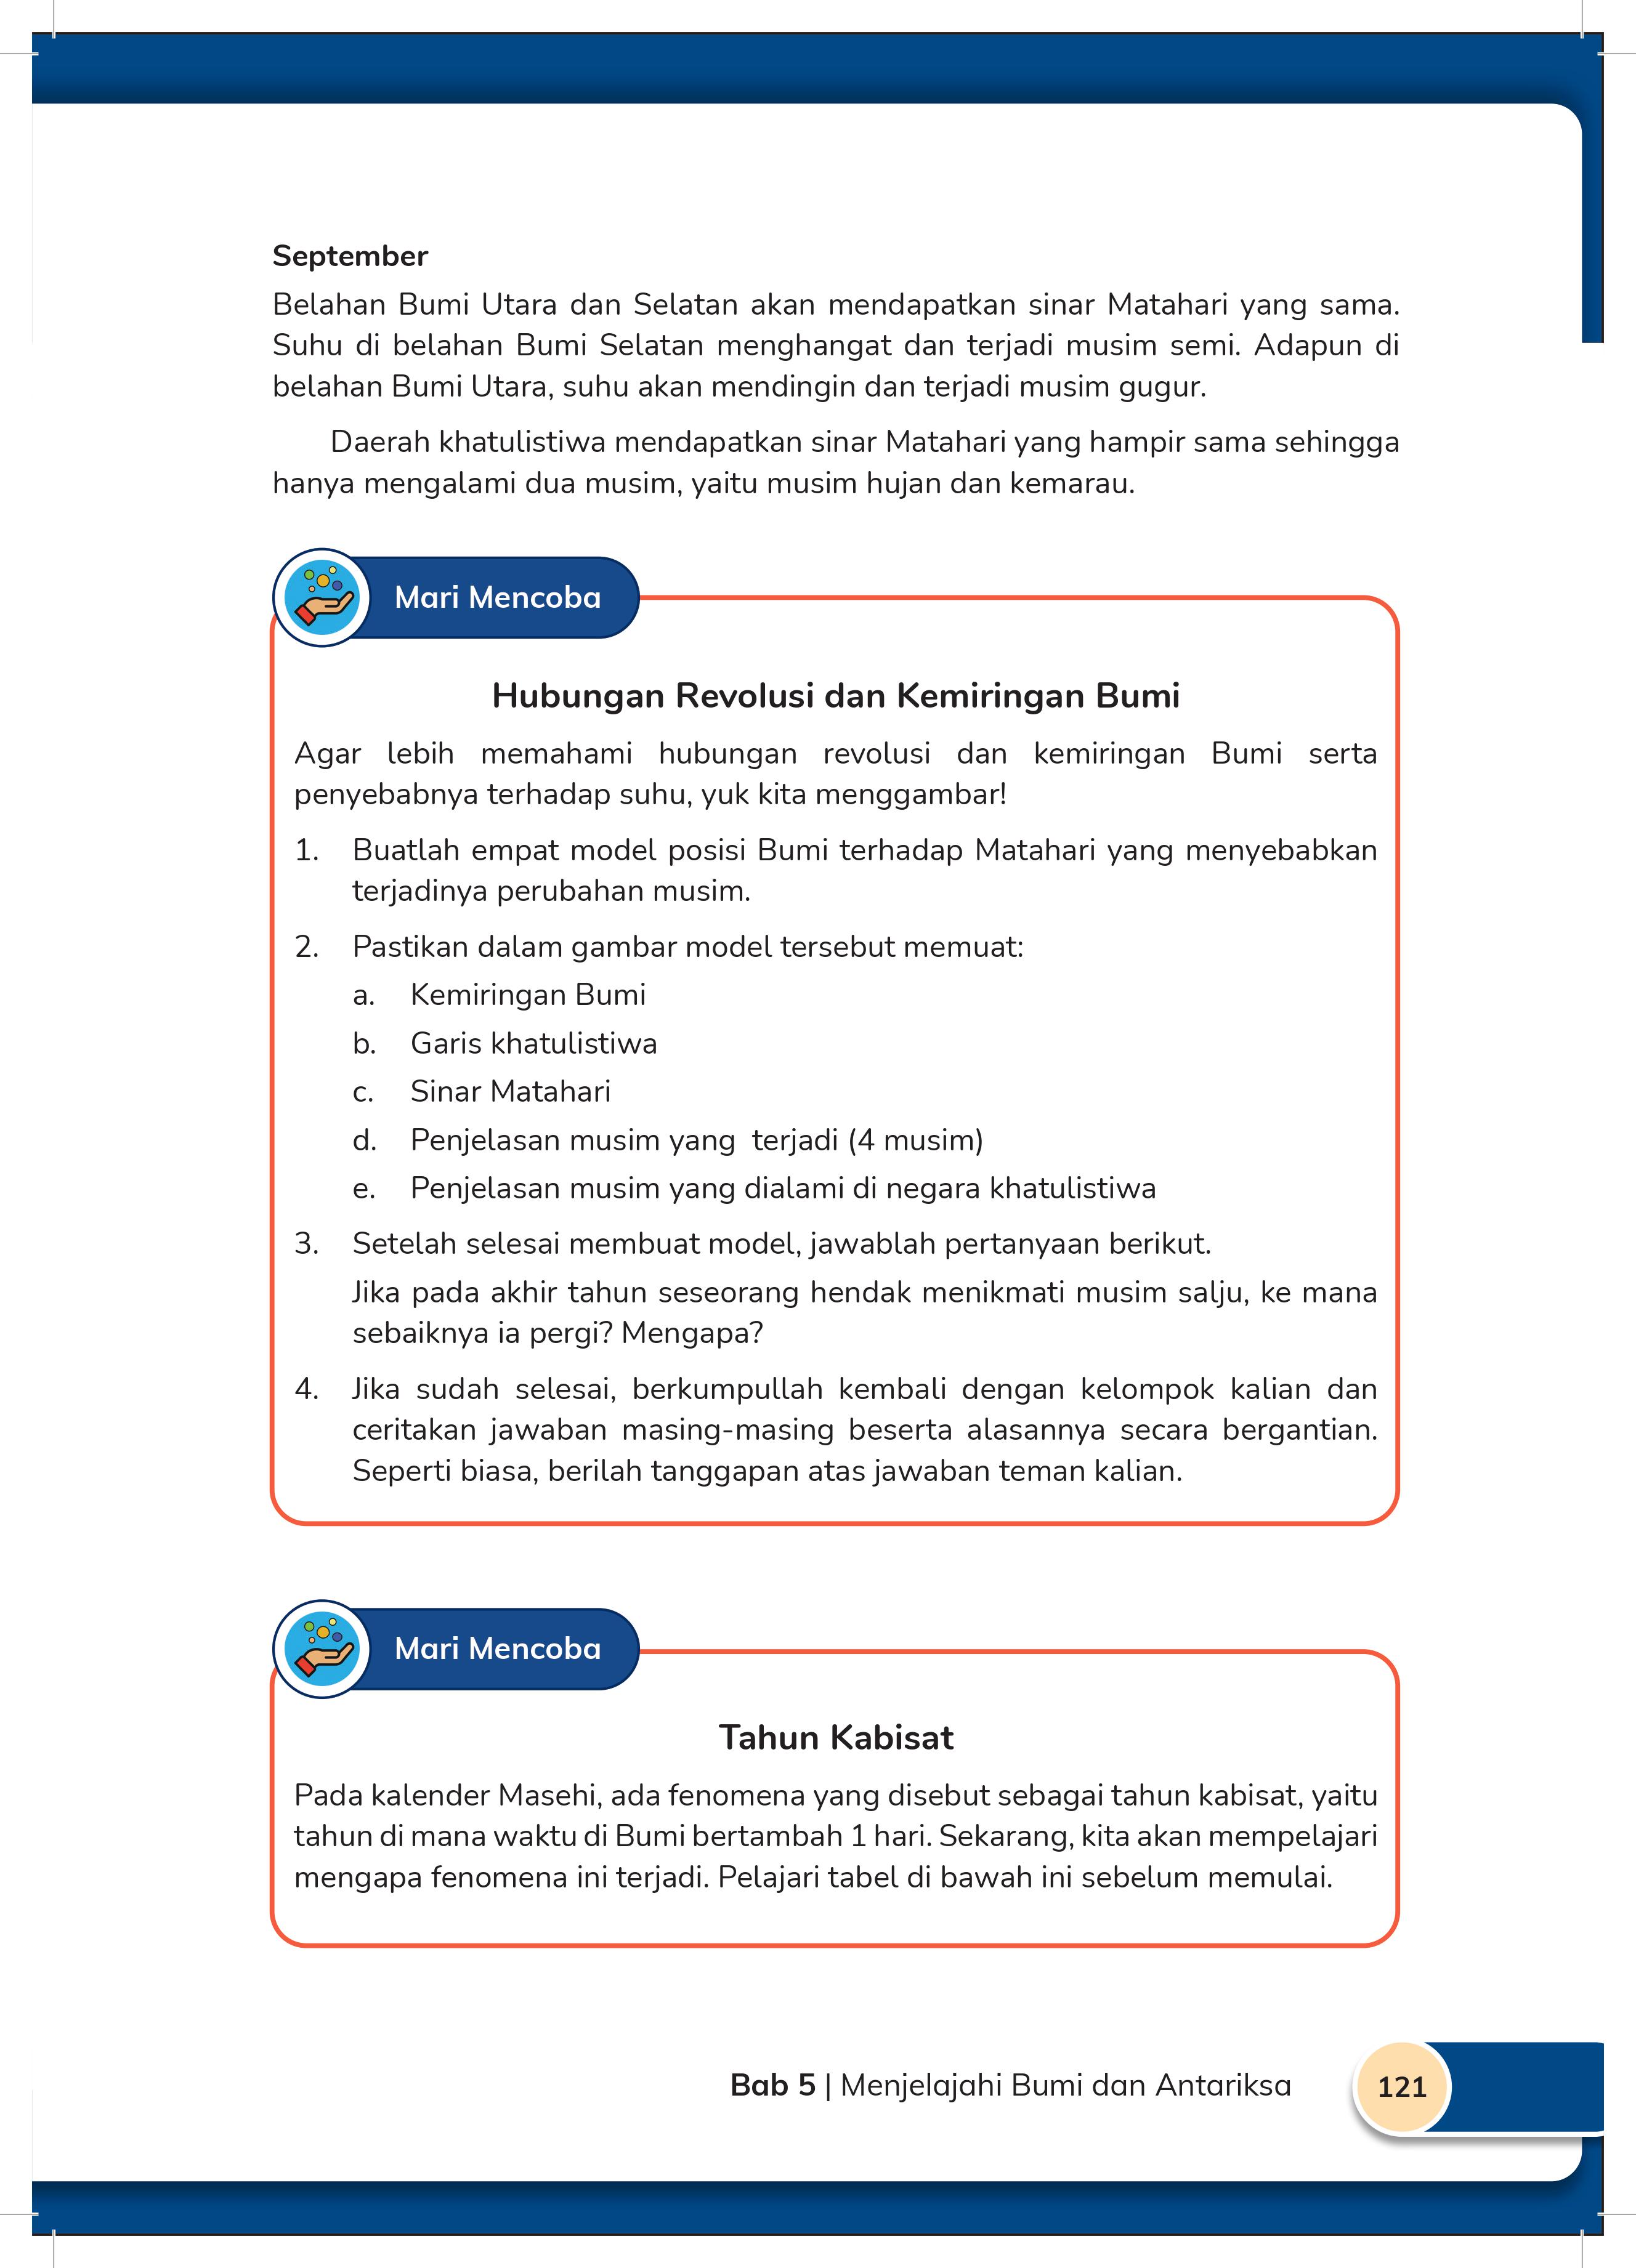 September
Belahan Bumi Utara dan Selatan akan mendapatkan sinar Matahari yang sama.
Suhu di belahan Bumi Selatan menghangat dan terjadi musim semi. Adapun di
belahan Bumi Utara, suhu akan mendingin dan terjadi musim gugur.
Daerah khatulistiwa mendapatkan sinar Matahari yang hampir sama sehingga
hanya mengalami dua musim, yaitu musim hujan dan kemarau.
Mari Mencoba
Hubungan Revolusi dan Kemiringan Bumi
Agar lebih memahami hubungan revolusi dan kemiringan Bumi serta
penyebabnya terhadap suhu, yuk kita menggambar!
1. Buatlah empat model posisi Bumi terhadap Matahari yang menyebabkan
terjadinya perubahan musim.
2. Pastikan dalam gambar model tersebut memuat:
a. Kemiringan Bumi
b. Garis khatulistiwa
c. Sinar Matahari
d. Penjelasan musim yang terjadi (4 musim)
e. Penjelasan musim yang dialami di negara khatulistiwa
3. Setelah selesai membuat model, jawablah pertanyaan berikut.
Jika pada akhir tahun seseorang hendak menikmati musim salju, ke mana
sebaiknya ia pergi? Mengapa?
4. Jika sudah selesai, berkumpullah kembali dengan kelompok kalian dan
ceritakan jawaban masing-masing beserta alasannya secara bergantian.
Seperti biasa, berilah tanggapan atas jawaban teman kalian.
Mari Mencoba
Tahun Kabisat
Pada kalender Masehi, ada fenomena yang disebut sebagai tahun kabisat, yaitu
tahun di mana waktu di Bumi bertambah 1 hari. Sekarang, kita akan mempelajari
mengapa fenomena ini terjadi. Pelajari tabel di bawah ini sebelum memulai.
Bab 5 | Menjelajahi Bumi dan Antariksa
121